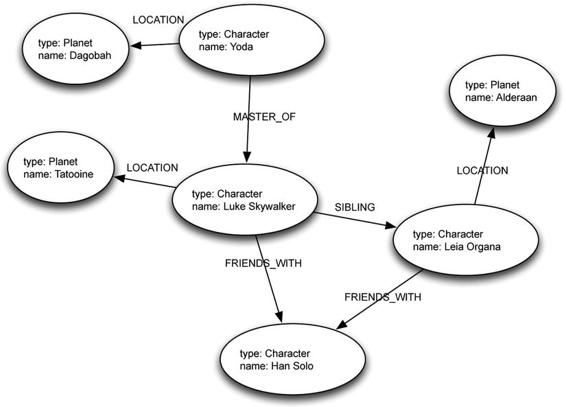 LOCATION
type: Character
name: Yoda
type: Planet
name: Dagobah
type: Planet
name: Alderaan
MASTER_OF
type: Planet
name: Tatooine
LOCATION
LOCATION
type: Character
name: Luke Skywalker
SIBLING
type: Character
name: Leia Organa
FRIENDS_WITH
FRIENDS_WITH
type: Character
name: Han Solo